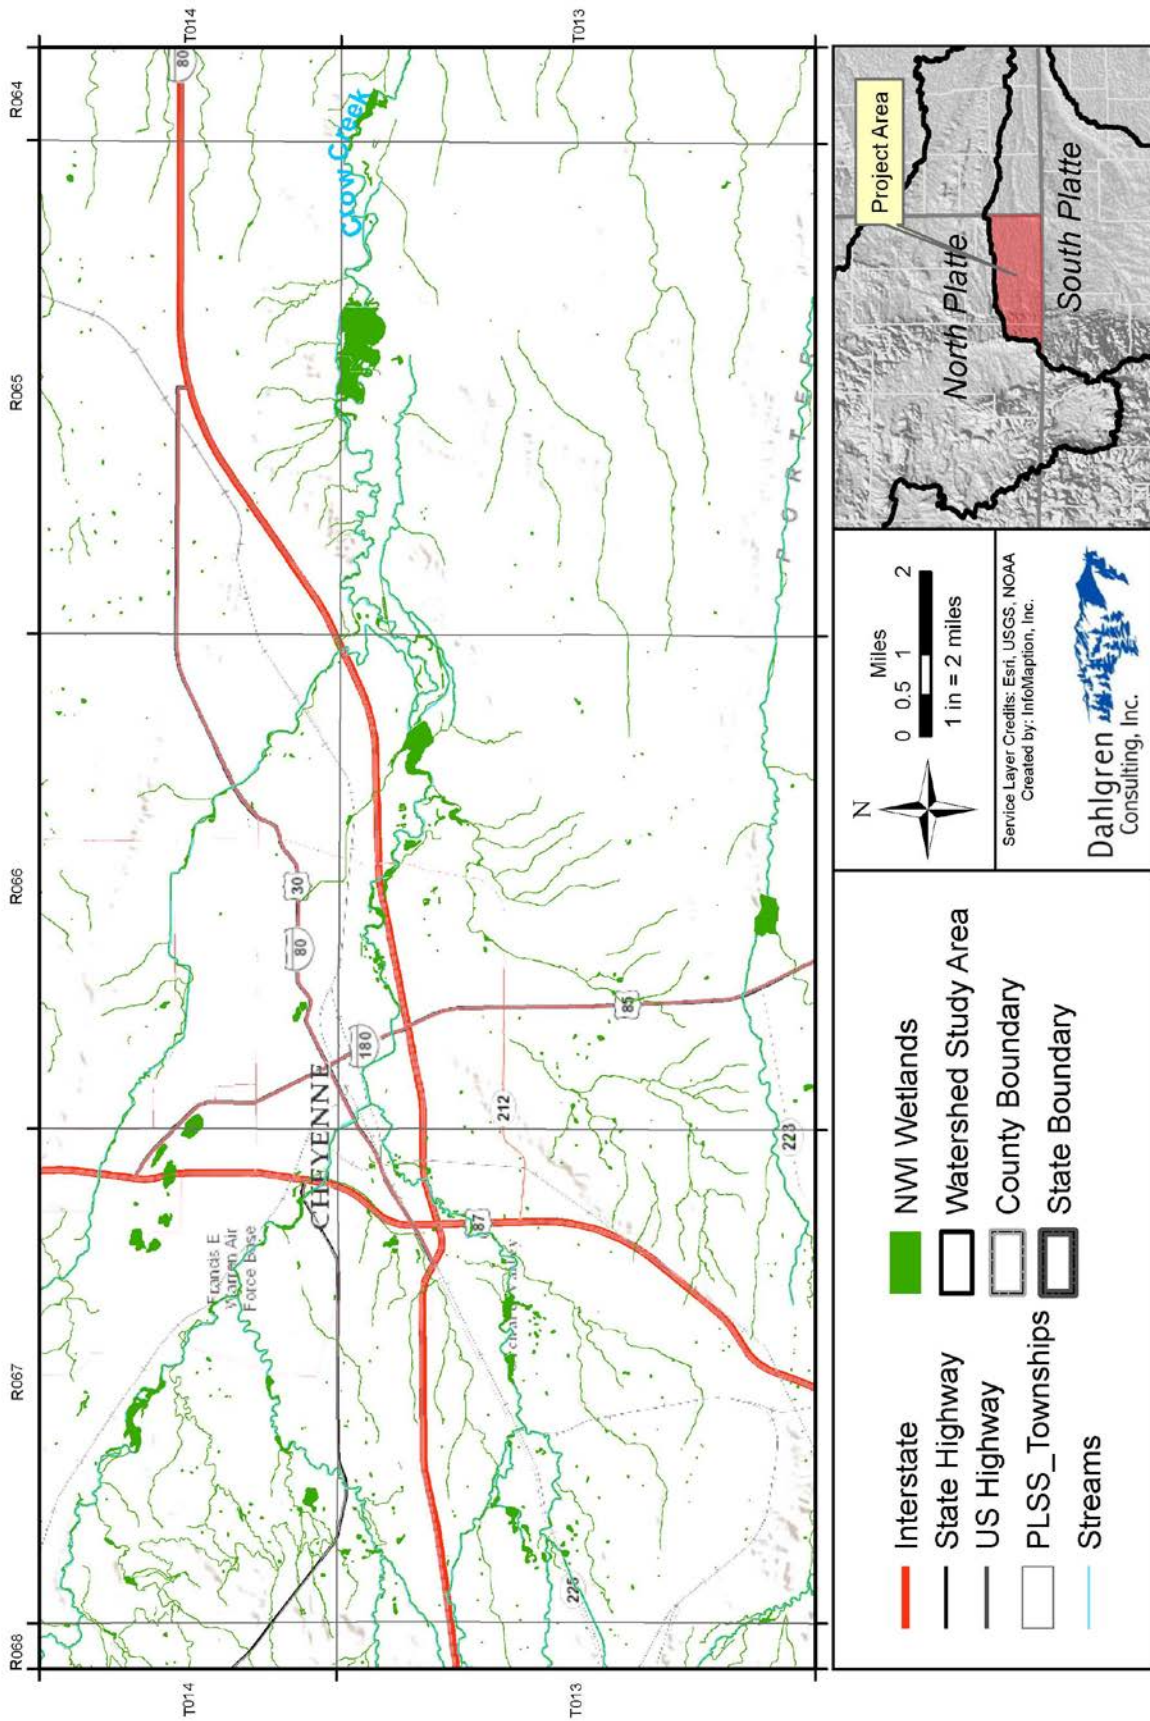 R068
R067
R066
R065
R064
T014
T014
80
CHEYENNE
Francis E
Warren Air
Force Base
30
80
180
Crow Creek
T013
T013
87
212
85
225
223
P O R T E R
Interstate
State Highway
US Highway
PLSS_Townships
Streams
NWI Wetlands
Watershed Study Area
County Boundary
State Boundary
N
Miles
0 0.5 1 2
1 in = 2 miles
Service Layer Credits: Esri, USGS, NOAA
Created by: InfoMaption, Inc.
Dahlgren
Consulting, Inc.
Project Area
North Platte
South Platte